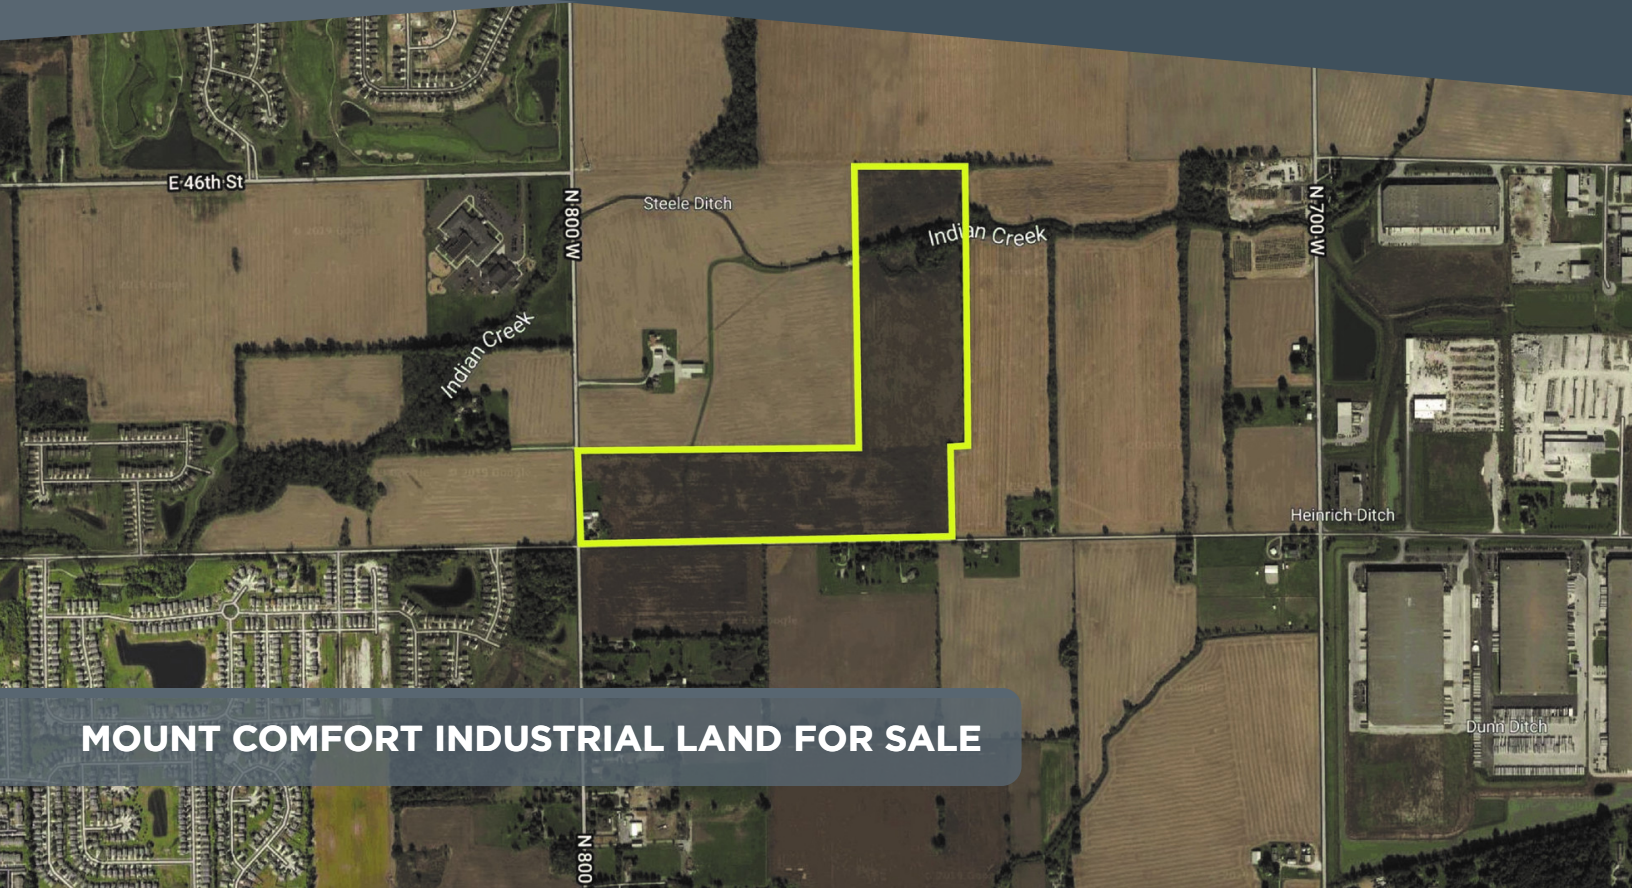 E 46th St
N 800 W
Steele Ditch
Indian Creek
N 700 W
Indian Creek
Heinrich Ditch
Dunn Ditch
MOUNT COMFORT INDUSTRIAL LAND FOR SALE
N 800